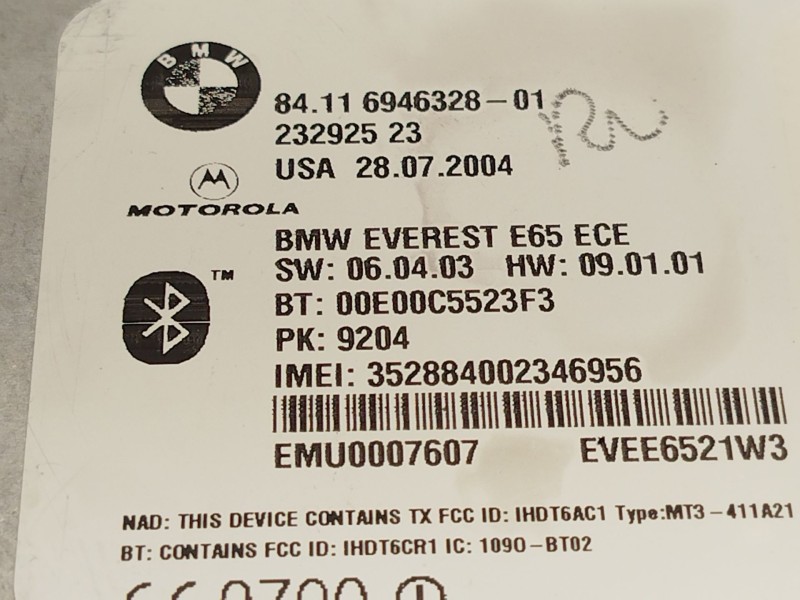 BMW
84.11 6946328-01
232925 23
USA 28.07.2004
MOTOROLA
BMW EVEREST E65 ECE
TM
SW: 06.04.03 HW: 09.01.01
BT: 00E00C5523F3
PK: 9204
IMEI: 352884002346956
EMU0007607 EVEE6521W3
NAD: THIS DEVICE CONTAINS TX FCC ID: IHDT6AC1 Type:MT3-411A21
BT: CONTAINS FCC ID: IHDT6CR1 IC: 109O-BT02